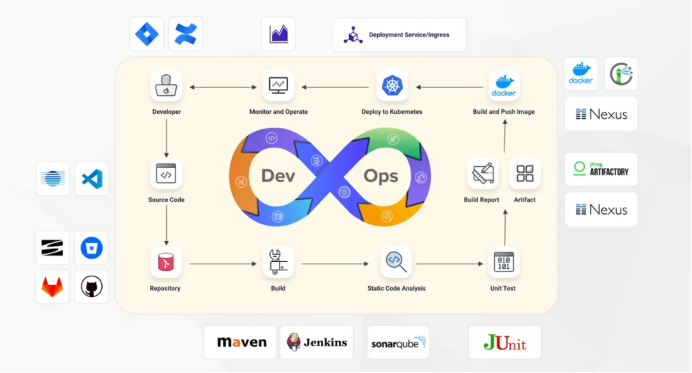 Deployment Service/Ingress
Developer
Monitor and Operate
Deploy to Kubernetes
docker
Build and Push Image
docker
Nexus
Dev
Ops
Source Code
Build Report
Artifact
JFrog
ARTIFACTORY
Nexus
Repository
Build
Static Code Analysis
010
101
Unit Test
maven
Jenkins
sonarqube
JUnit